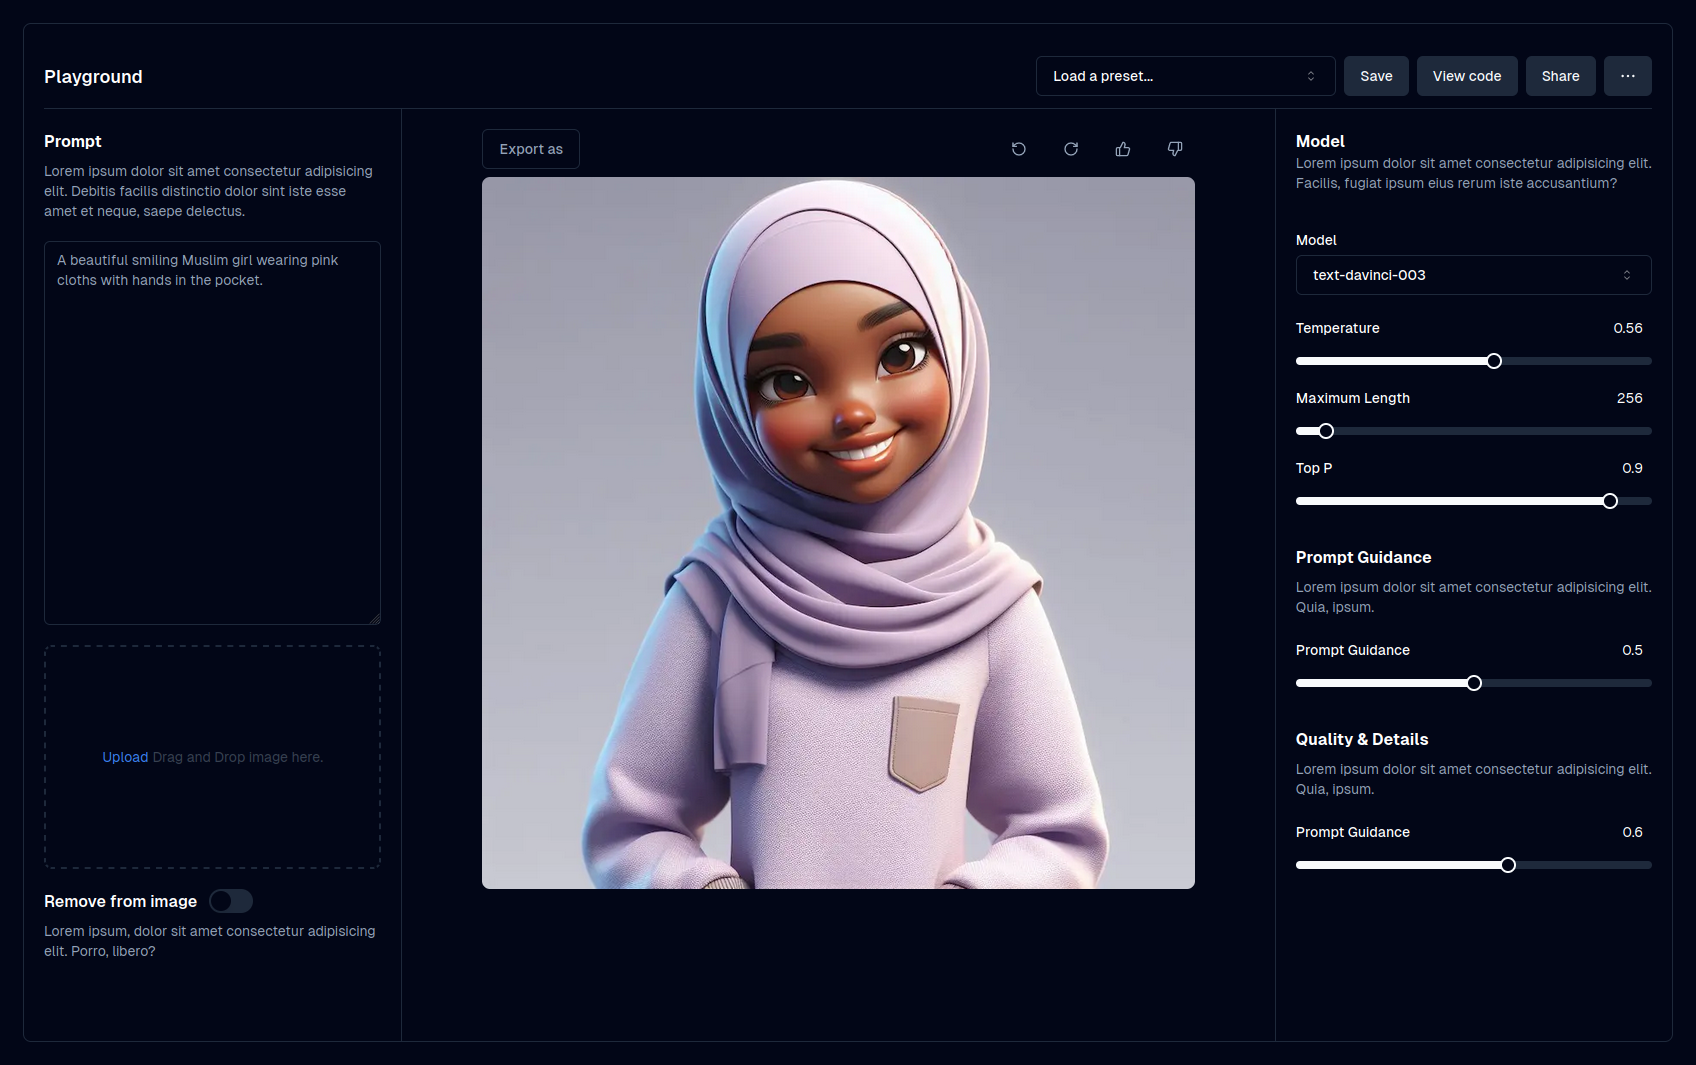 Playground
Load a preset...
Save
View code
Share
Prompt
Lorem ipsum dolor sit amet consectetur adipisicing
elit. Debitis facilis distinctio dolor sint iste esse
amet et neque, saepe delectus.
A beautiful smiling Muslim girl wearing pink
cloths with hands in the pocket.
Upload Drag and Drop image here.
Remove from image
Lorem ipsum, dolor sit amet consectetur adipisicing
elit. Porro, libero?
Export as
Model
Lorem ipsum dolor sit amet consectetur adipisicing elit.
Facilis, fugiat ipsum eius rerum iste accusantium?
Model
text-davinci-003
Temperature 0.56
Maximum Length 256
Top P 0.9
Prompt Guidance
Lorem ipsum dolor sit amet consectetur adipisicing elit.
Quia, ipsum.
Prompt Guidance 0.5
Quality & Details
Lorem ipsum dolor sit amet consectetur adipisicing elit.
Quia, ipsum.
Prompt Guidance 0.6